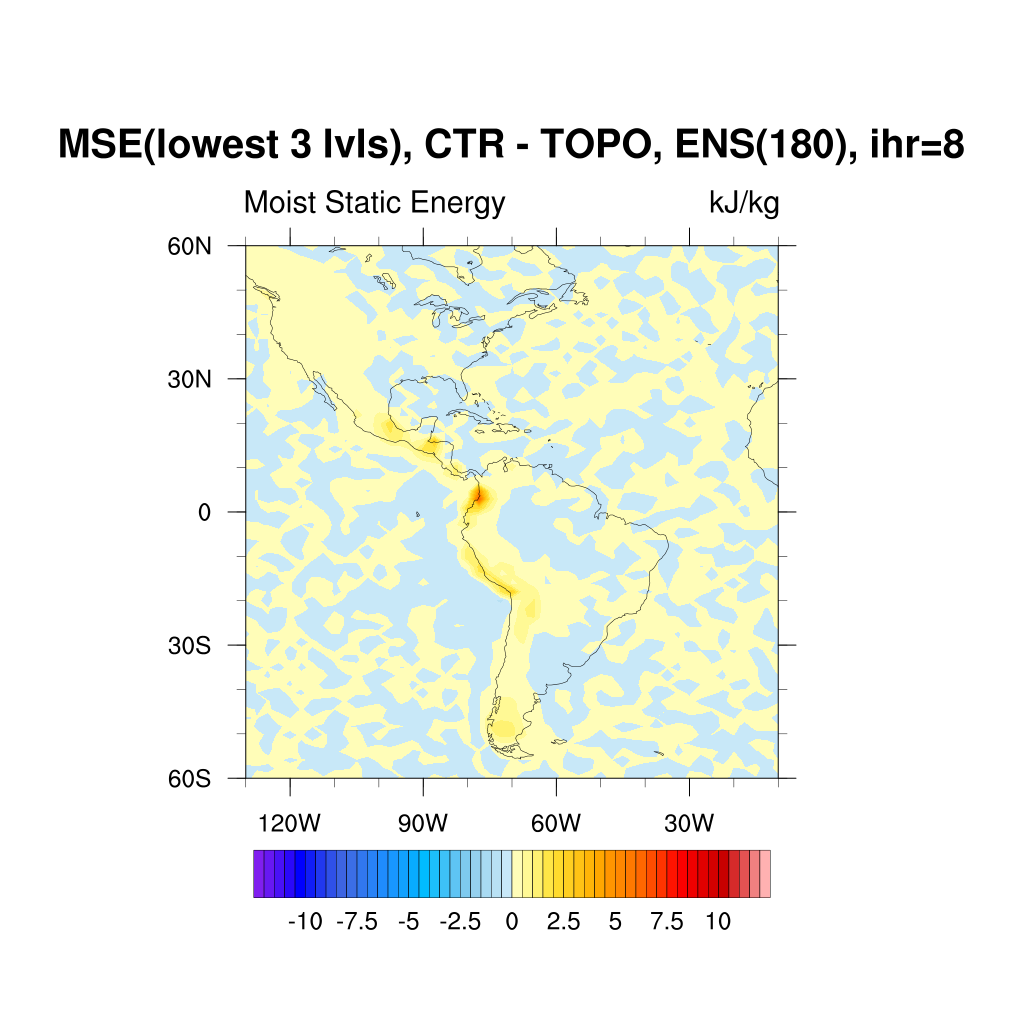 MSE(lowest 3 lvls), CTR - TOPO, ENS(180), ihr=8
Moist Static Energy kJ/kg
60N
30N
0
30S
60S
120W 90W 60W 30W
-10 -7.5 -5 -2.5 0 2.5 5 7.5 10